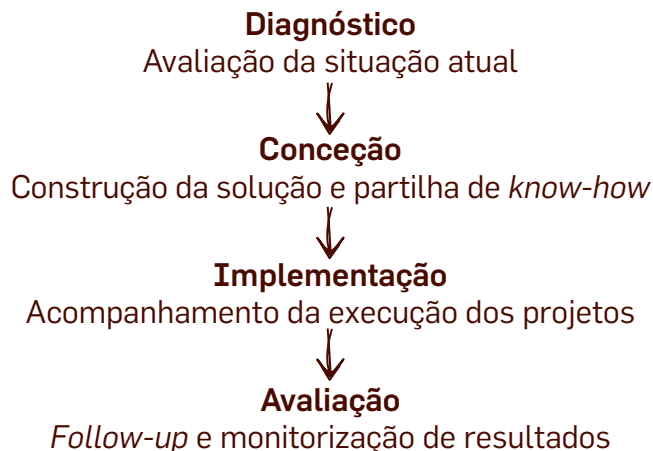 Diagnóstico
Avaliação da situação atual
Conceção
Construção da solução e partilha de know-how
Implementação
Acompanhamento da execução dos projetos
Avaliação
Follow-up e monitorização de resultados